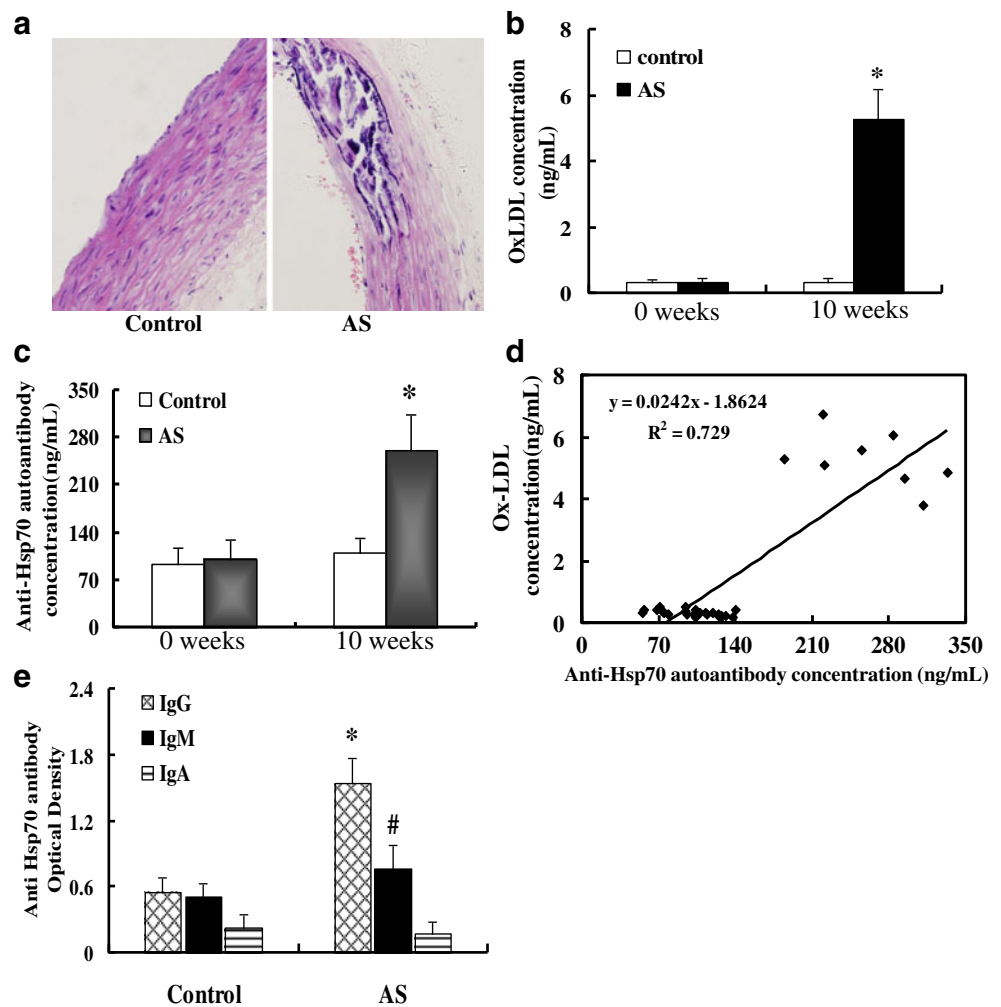 a
Control
AS
b
8
6
4
2
0
OxLDL concentration
(ng/mL)
control
AS
*
0 weeks
10 weeks
c
350
280
210
140
70
0
Anti-Hsp70 autoantibody
concentration(ng/mL)
Control
AS
*
0 weeks
10 weeks
d
8
6
4
2
0
Ox-LDL
concentration(ng/mL)
y = 0.0242x - 1.8624
R² = 0.729
0 70 140 210 280 350
Anti-Hsp70 autoantibody concentration (ng/mL)
e
2.4
1.8
1.2
0.6
0
Anti Hsp70 antibody
Optical Density
IgG
IgM
IgA
*
#
Control
AS